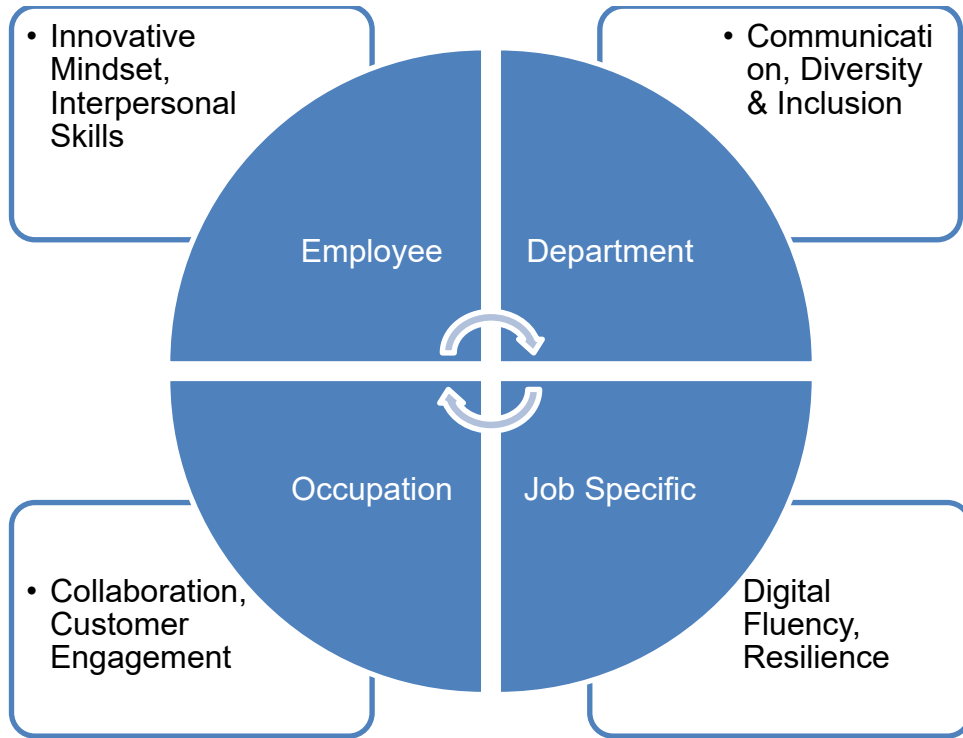 • Innovative
Mindset,
Interpersonal
Skills
• Communicati
on, Diversity
& Inclusion
Employee
Department
Occupation
Job Specific
• Collaboration,
Customer
Engagement
Digital
Fluency,
Resilience